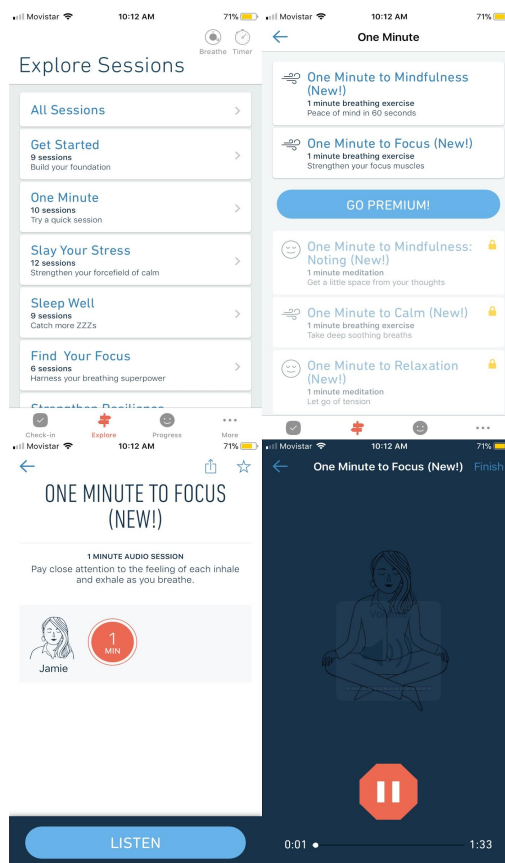 Movistar 10:12 AM 71%
Breathe Timer
Explore Sessions
All Sessions
Get Started
9 sessions
Build your foundation
One Minute
10 sessions
Try a quick session
Slay Your Stress
12 sessions
Strengthen your forcefield of calm
Sleep Well
9 sessions
Catch more ZZZs
Find Your Focus
6 sessions
Harness your breathing superpower
Strengthen Resilience
Check-in Explore Progress More
Movistar 10:12 AM 71%
One Minute
One Minute to Mindfulness
(New!)
1 minute breathing exercise
Peace of mind in 60 seconds
One Minute to Focus (New!)
1 minute breathing exercise
Strengthen your focus muscles
GO PREMIUM!
One Minute to Mindfulness:
Noting (New!)
1 minute meditation
Get a little space from your thoughts
One Minute to Calm (New!)
1 minute breathing exercise
Take deep soothing breaths
One Minute to Relaxation
(New!)
1 minute meditation
Let go of tension
Movistar 10:12 AM 71%
ONE MINUTE TO FOCUS
(NEW!)
1 MINUTE AUDIO SESSION
Pay close attention to the feeling of each inhale
and exhale as you breathe.
Jamie
1
MIN
LISTEN
Movistar 10:12 AM 71%
One Minute to Focus (New!) Finish
Volume
0:01 1:33